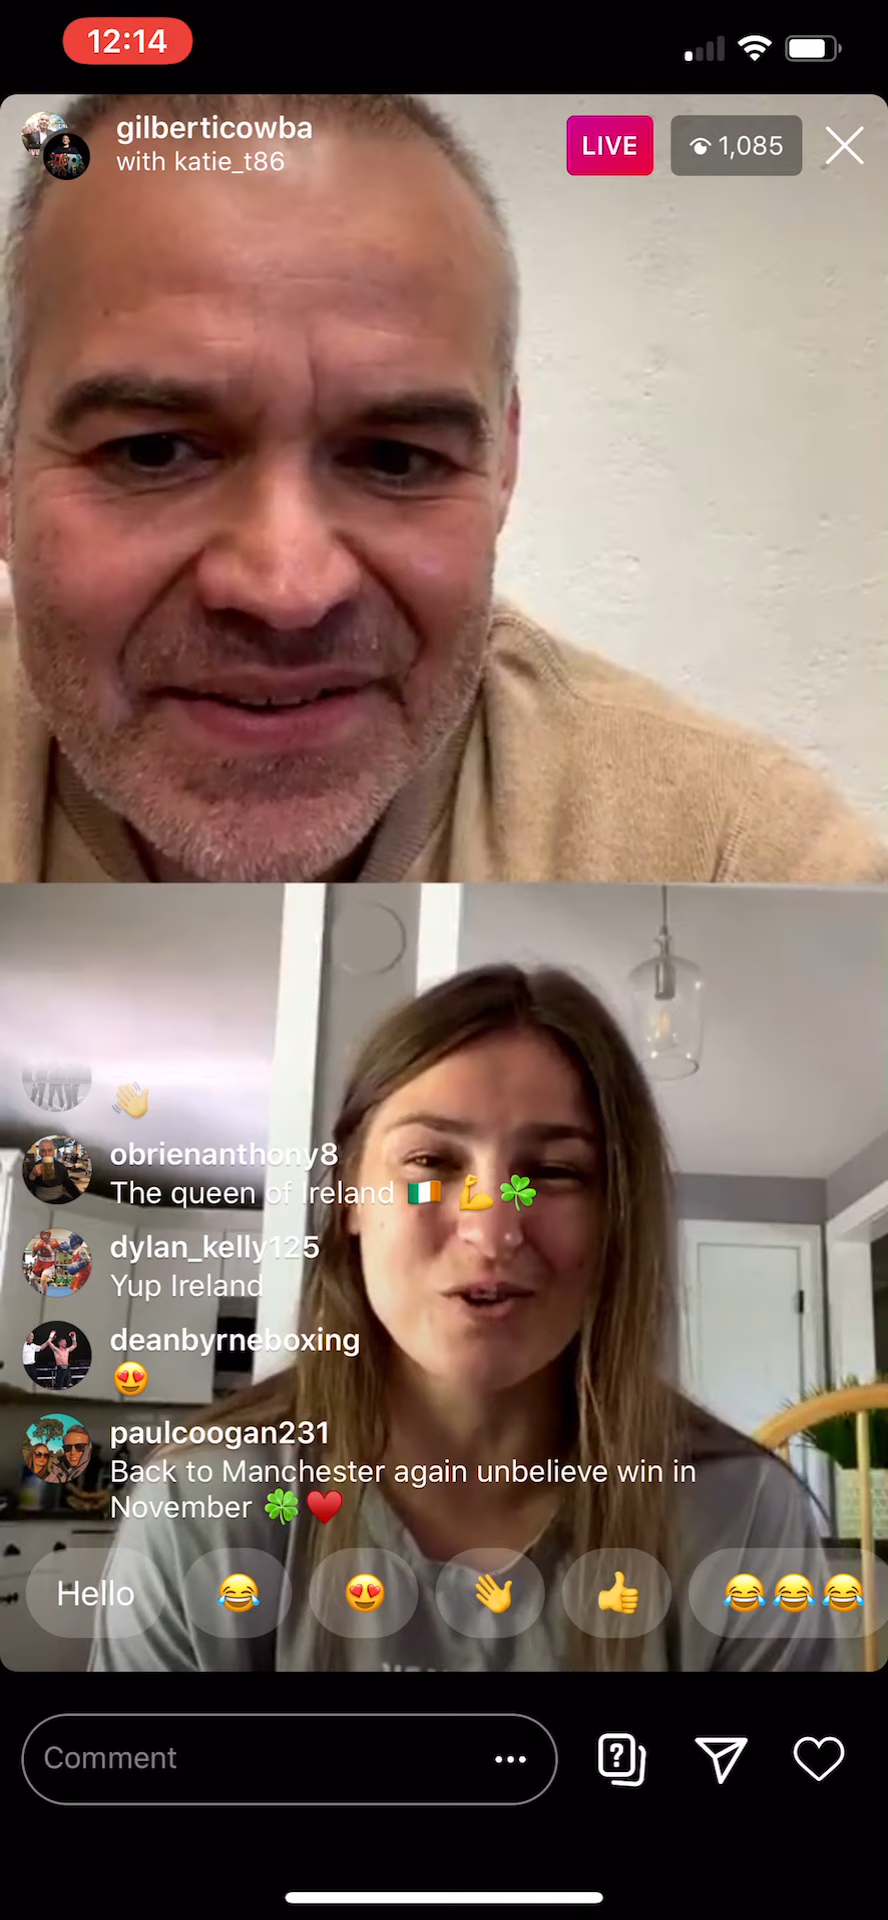 12:14
gilberticowba
with katie_t86
LIVE
1,085
obrienanthony8
The queen of Ireland 🇮🇪 💪☘️
dylan_kelly125
Yup Ireland
deanbyrneboxing
😍
paulcoogan231
Back to Manchester again unbelieve win in
November 🍀♥️
Hello
Comment